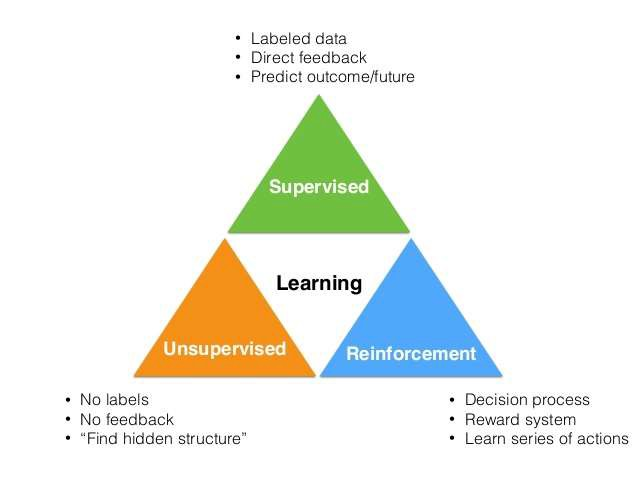 • Labeled data
• Direct feedback
• Predict outcome/future
Supervised
Learning
Unsupervised
Reinforcement
• No labels
• No feedback
• “Find hidden structure”
• Decision process
• Reward system
• Learn series of actions